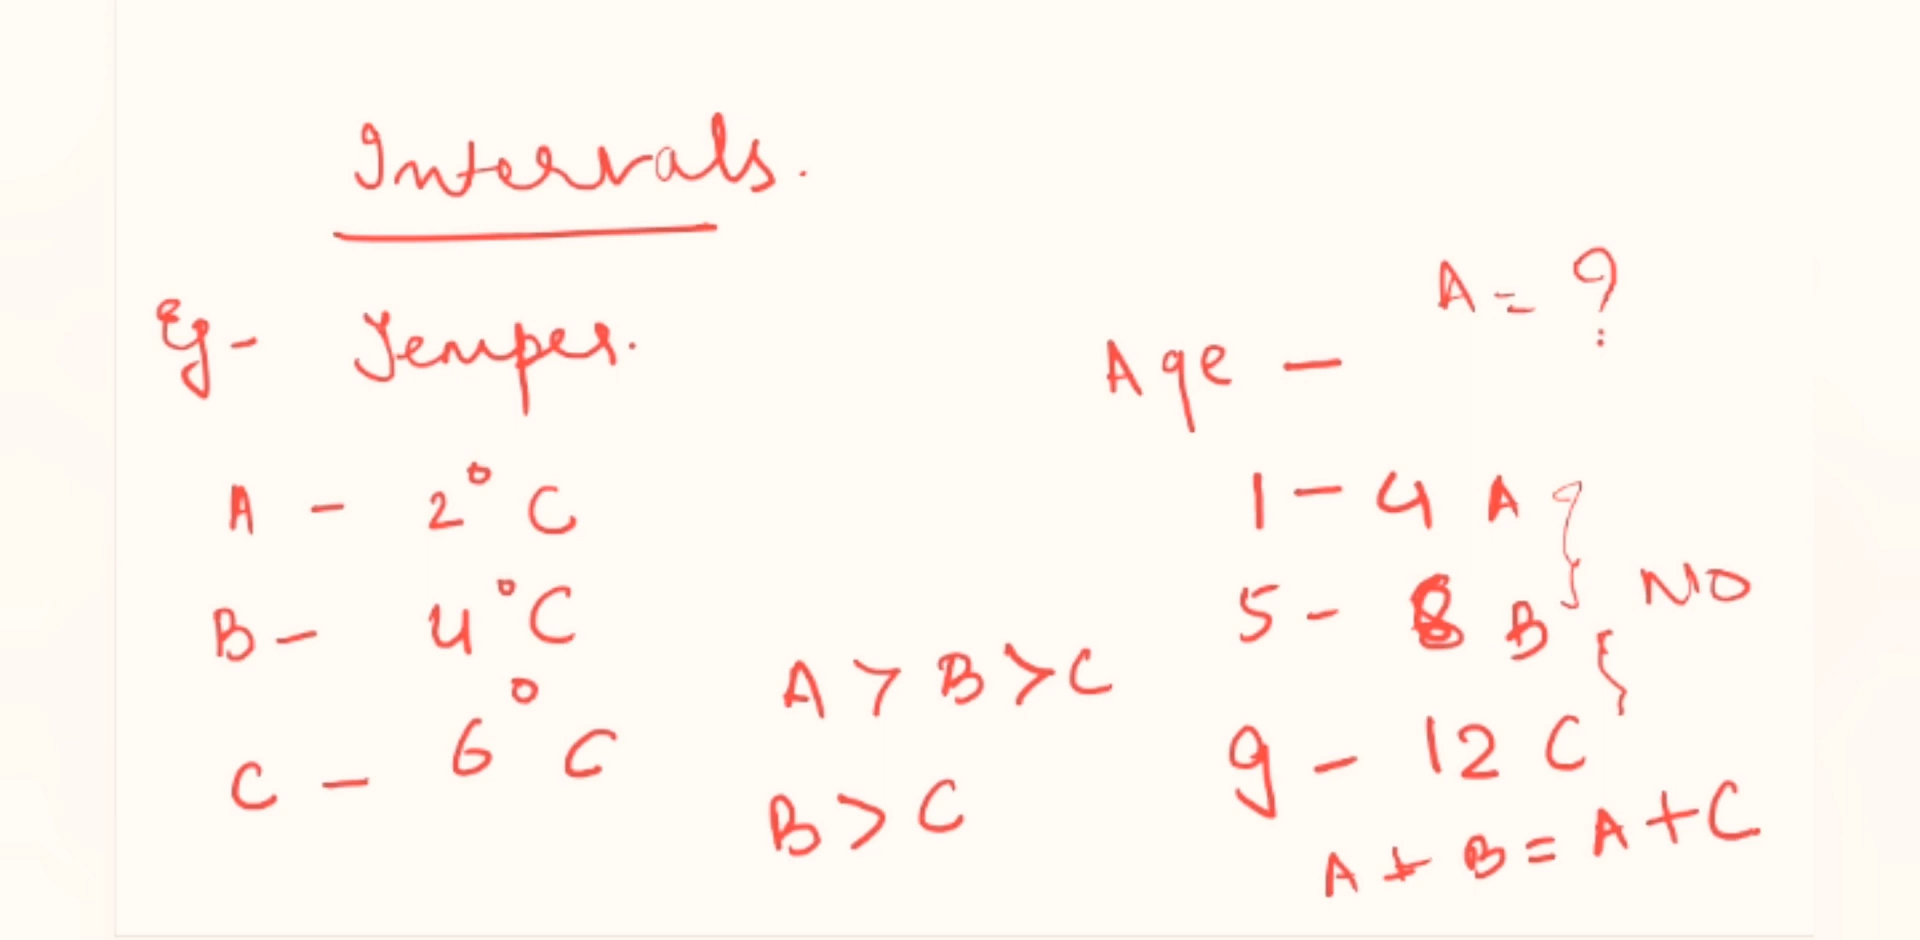 Intervals.
Eg- Temper.
A - 2°C
B- 4°C
C - 6°C
A > B > C
B > C
A = ?
Age -
1-4 A
5- 8 B
NO
9- 12 C
A + B = A + C